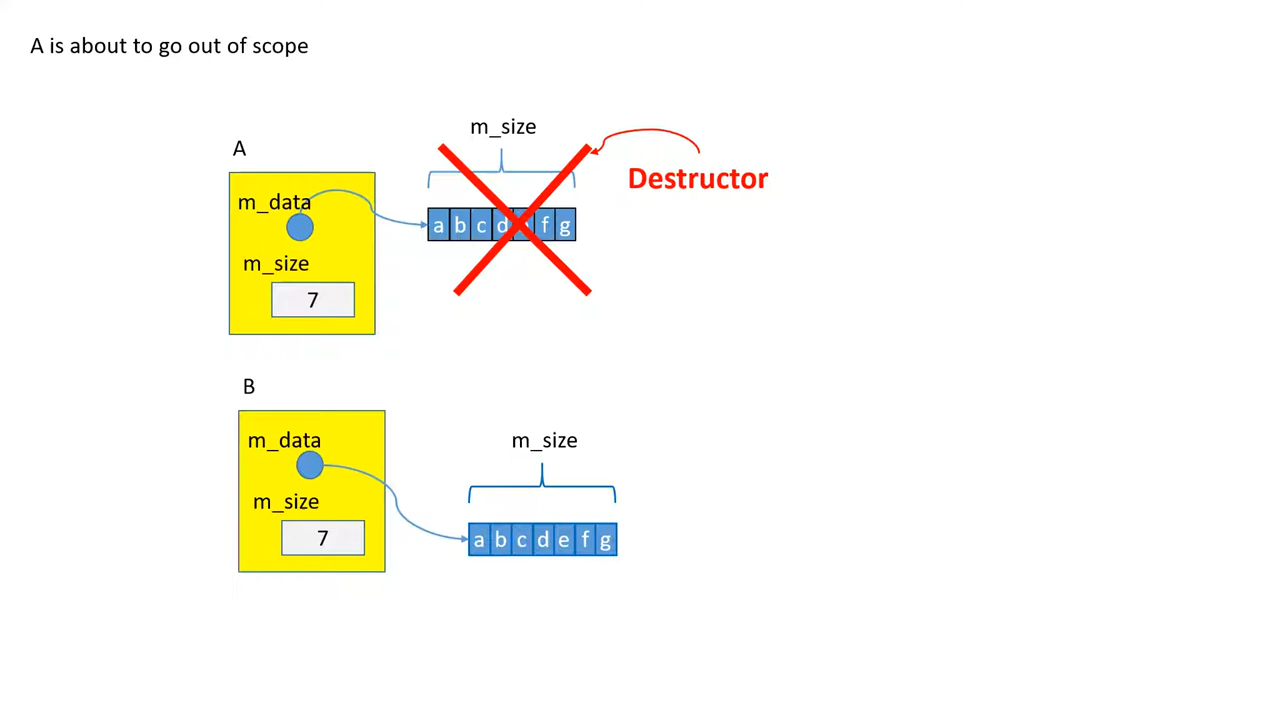 A is about to go out of scope
m_size
A
Destructor
m_data
a b c d f g
m_size
7
B
m_data
m_size
m_size
7
a b c d e f g